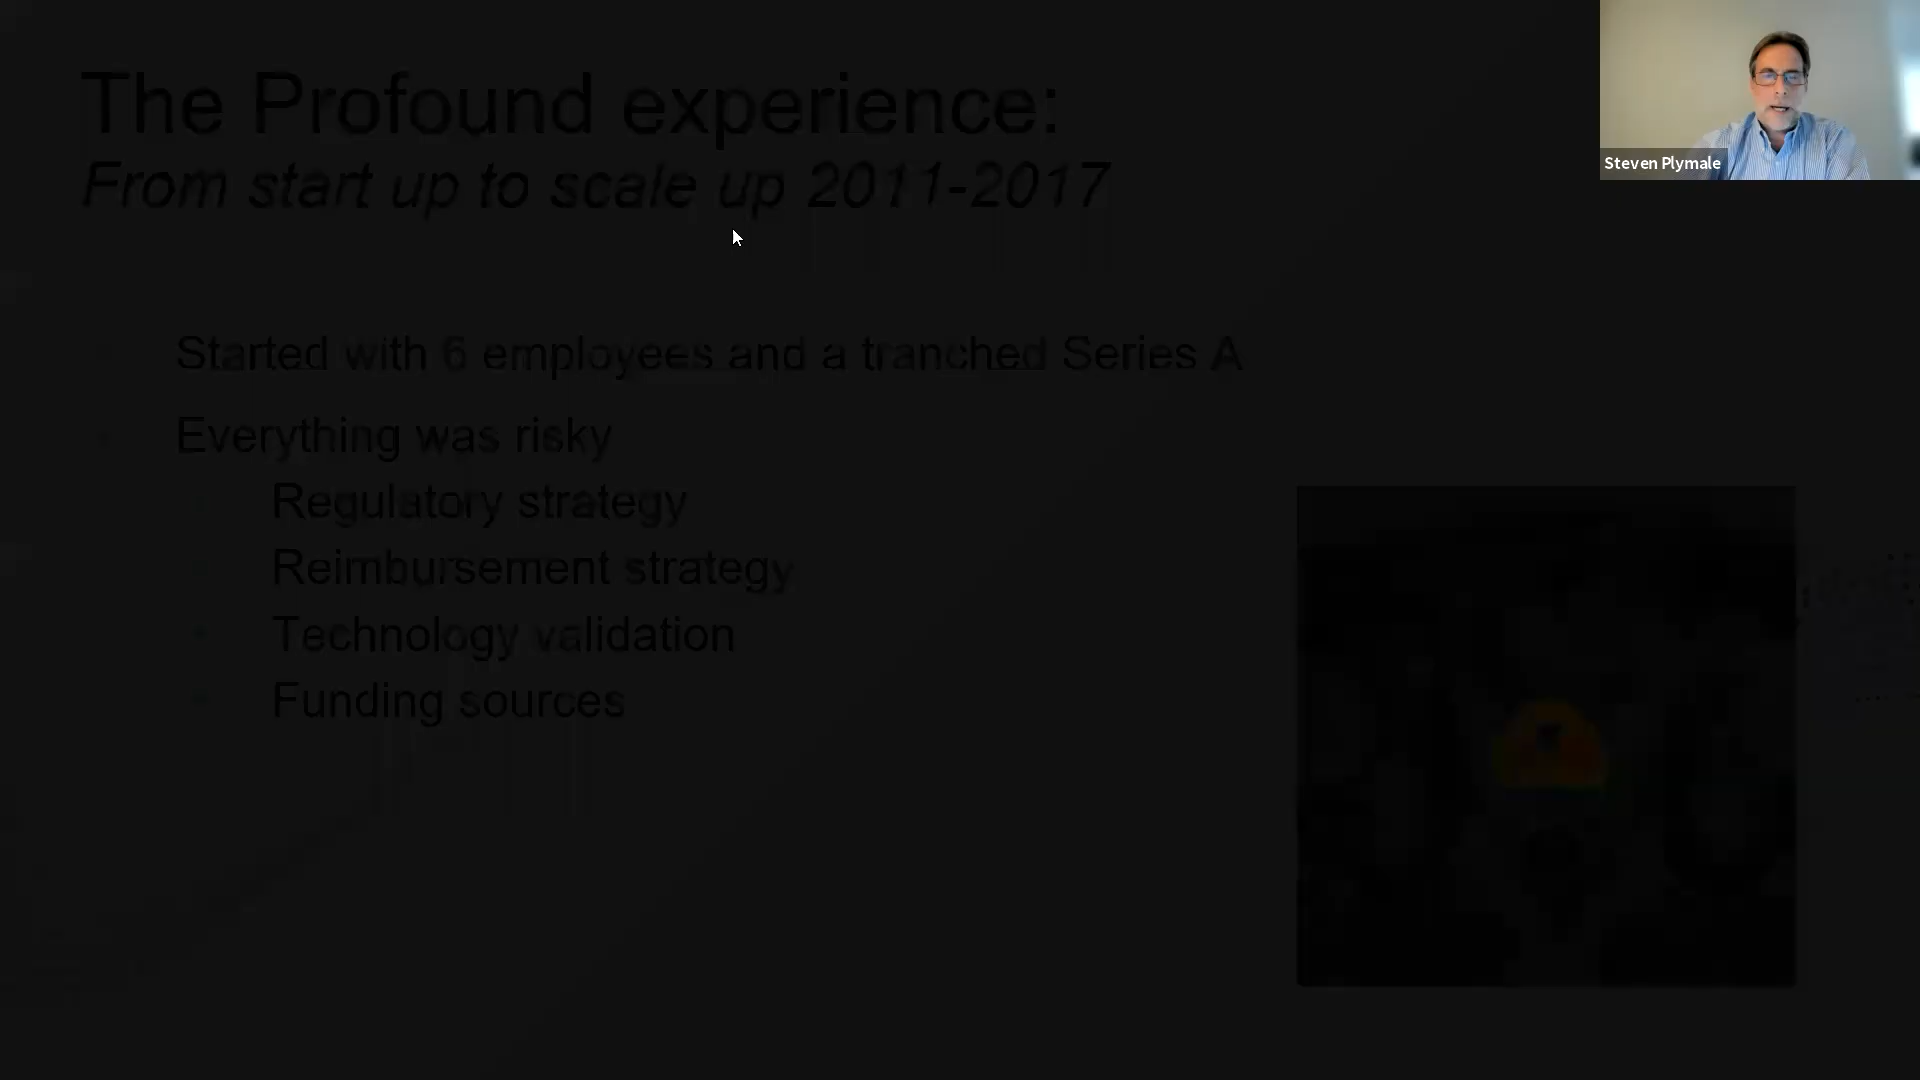 The Profound experience:
From start up to scale up 2011-2017
Steven Plymale
Started with 6 employees and a tranched Series A
Everything was risky
Regulatory strategy
Reimbursement strategy
Technology validation
Funding sources